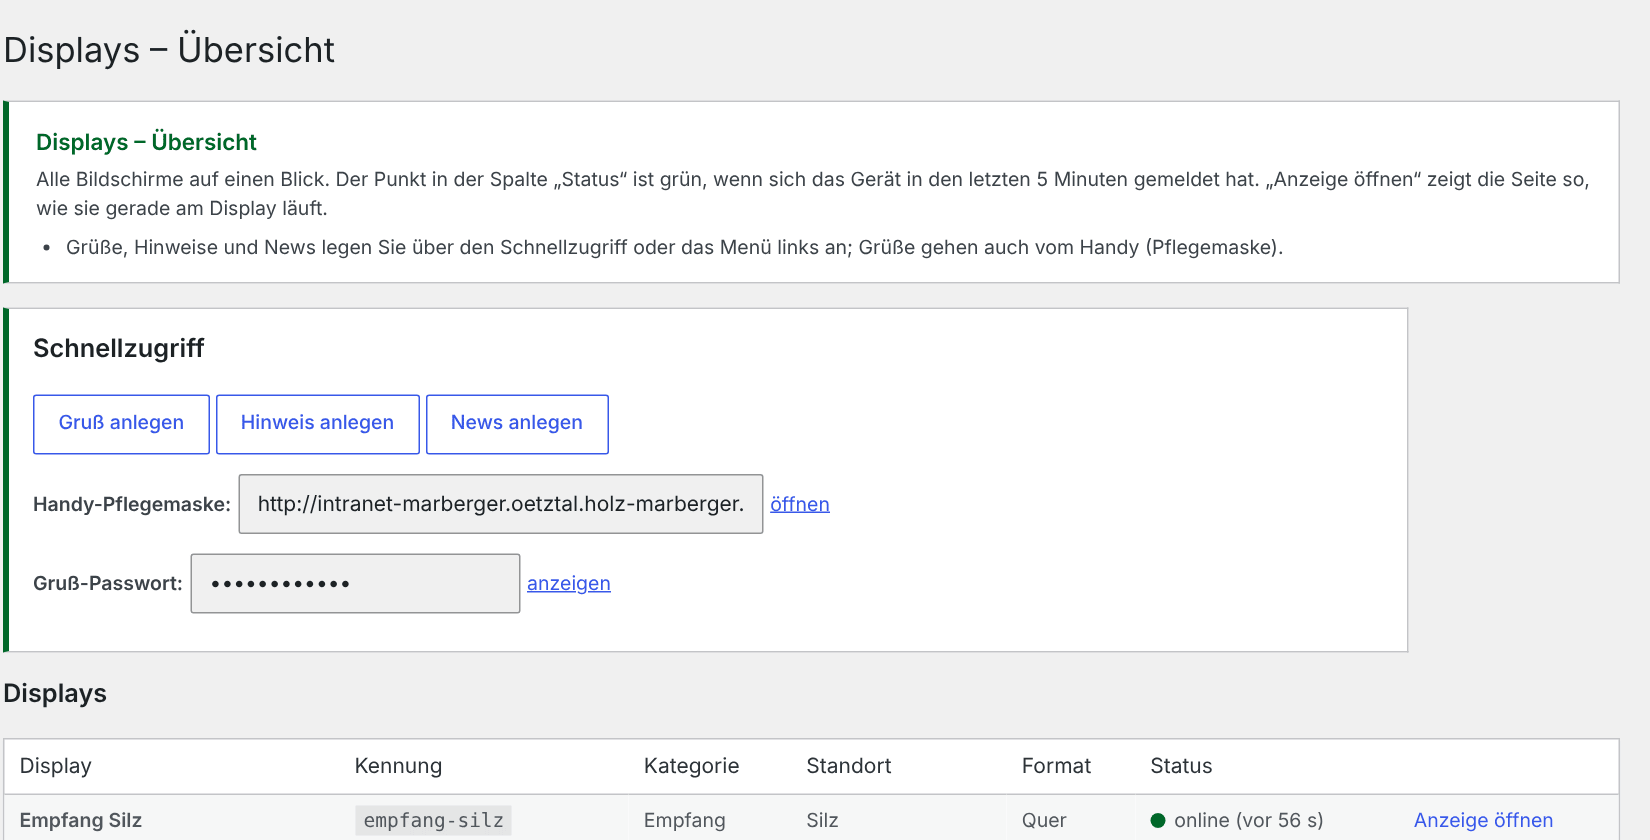 Displays – Übersicht
Displays – Übersicht
Alle Bildschirme auf einen Blick. Der Punkt in der Spalte „Status“ ist grün, wenn sich das Gerät in den letzten 5 Minuten gemeldet hat. „Anzeige öffnen“ zeigt die Seite so,
wie sie gerade am Display läuft.
• Grüße, Hinweise und News legen Sie über den Schnellzugriff oder das Menü links an; Grüße gehen auch vom Handy (Pflegemaske).
Schnellzugriff
Gruß anlegen Hinweis anlegen News anlegen
Handy-Pflegemaske: http://intranet-marberger.oetztal.holz-marberger. öffnen
Gruß-Passwort: •••••••••••• anzeigen
Displays
Display Kennung Kategorie Standort Format Status
Empfang Silz empfang-silz Empfang Silz Quer online (vor 56 s) Anzeige öffnen